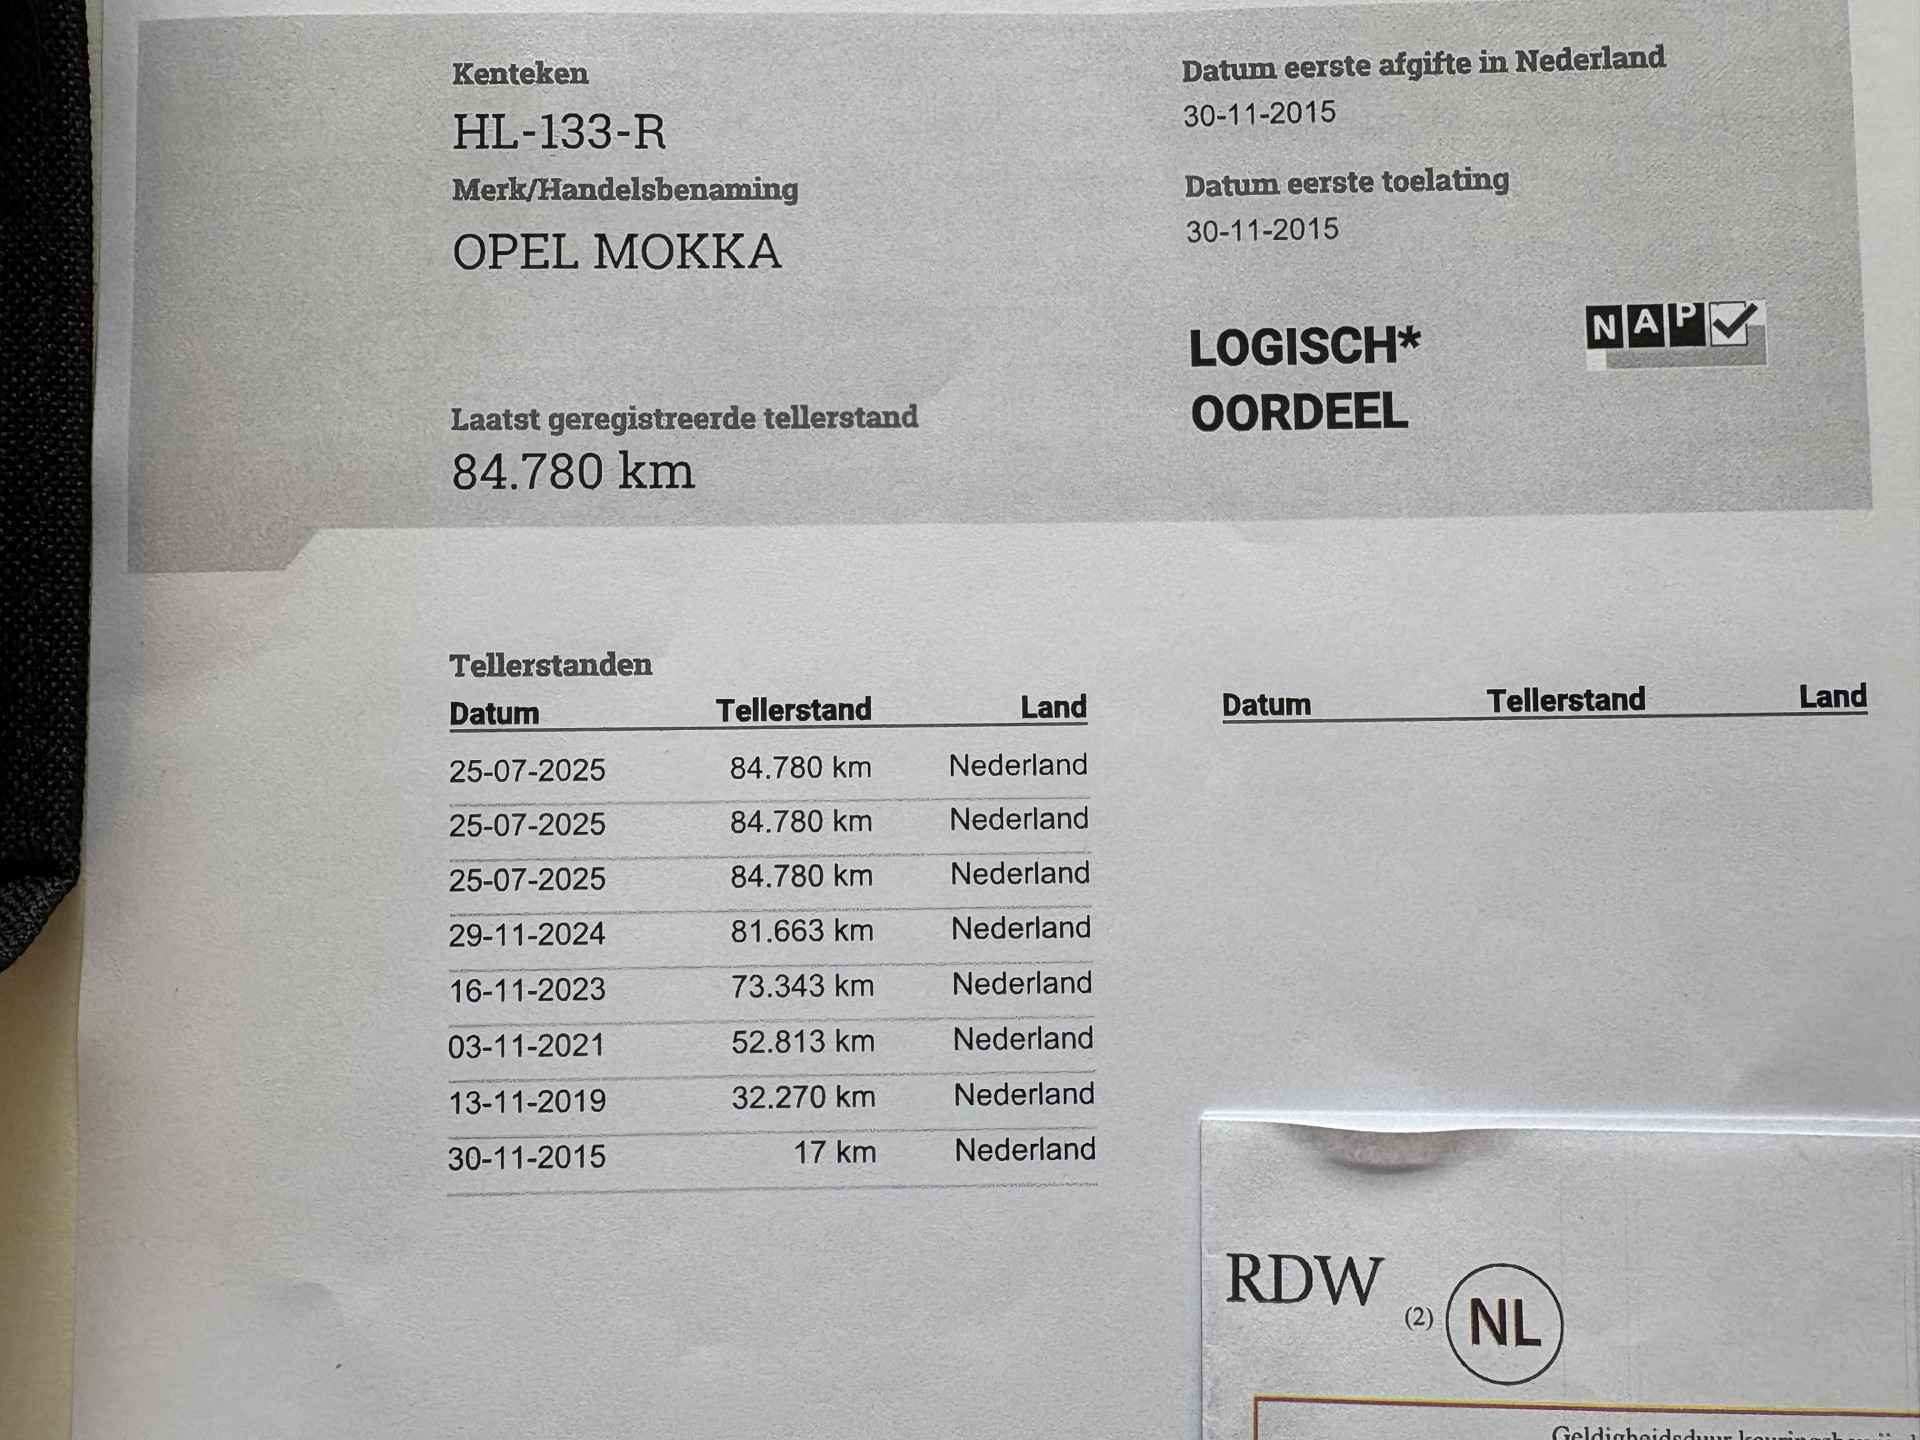 Kenteken
HL-133-R
Merk/Handelsbenaming
OPEL MOKKA
Laatst geregistreerde tellerstand
84.780 km
Datum eerste afgifte in Nederland
30-11-2015
Datum eerste toelating
30-11-2015
LOGISCH*
OORDEEL
NAP
Tellerstanden
Datum Tellerstand Land
25-07-2025 84.780 km Nederland
25-07-2025 84.780 km Nederland
25-07-2025 84.780 km Nederland
29-11-2024 81.663 km Nederland
16-11-2023 73.343 km Nederland
03-11-2021 52.813 km Nederland
13-11-2019 32.270 km Nederland
30-11-2015 17 km Nederland
Datum Tellerstand Land
RDW (2) NL